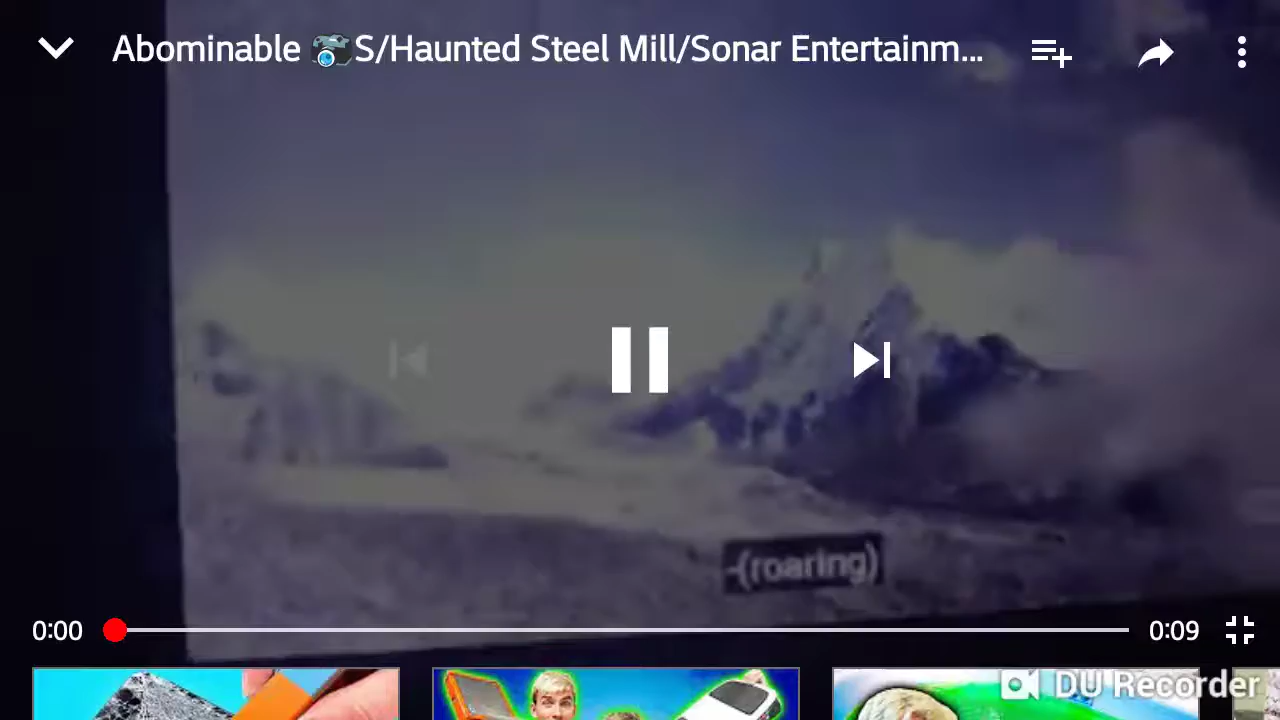 Abominable 📷S/Haunted Steel Mill/Sonar Entertainm...
-(roaring)
0:00
0:09
DU Recorder